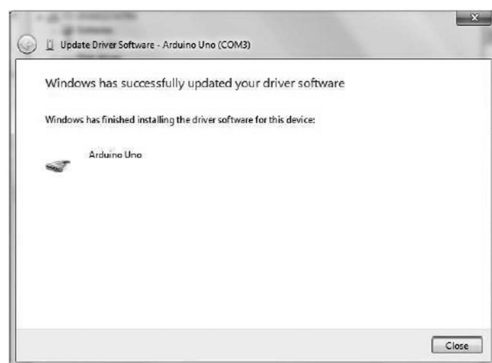 Update Driver Software - Arduino Uno (COM3)
Windows has successfully updated your driver software
Windows has finished installing the driver software for this device:
Arduino Uno
Close